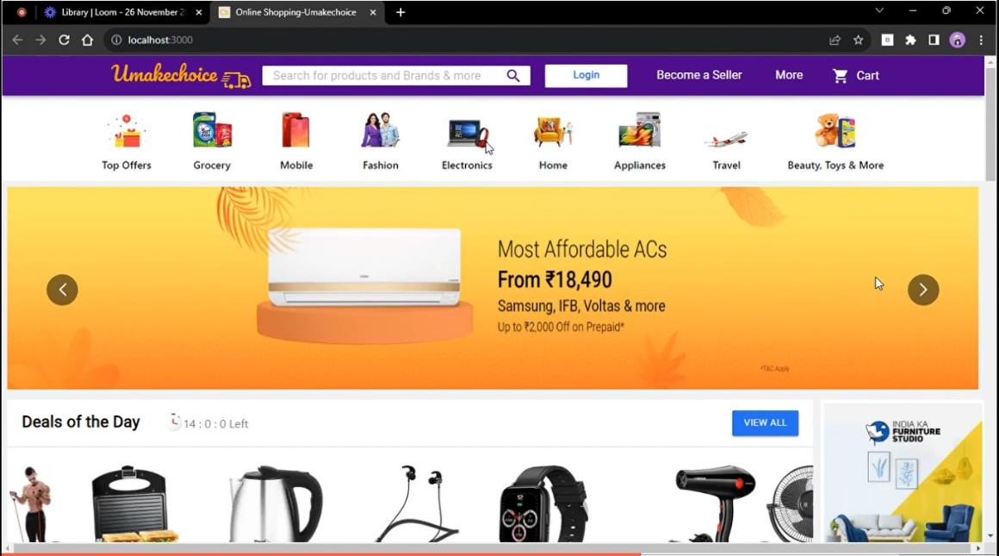 Library | Loom - 26 November 2
Online Shopping-Umakechoice
localhost:3000
Umakechoice
Search for products and Brands & more
Login
Become a Seller
More
Cart
Top Offers
Grocery
Mobile
Fashion
Electronics
Home
Appliances
Travel
Beauty, Toys & More
Most Affordable ACs
From ₹18,490
Samsung, IFB, Voltas & more
Up to ₹2,000 Off on Prepaid*
*T&C Apply
Deals of the Day
14 : 0 : 0 Left
VIEW ALL
INDIA KA
FURNITURE
STUDIO